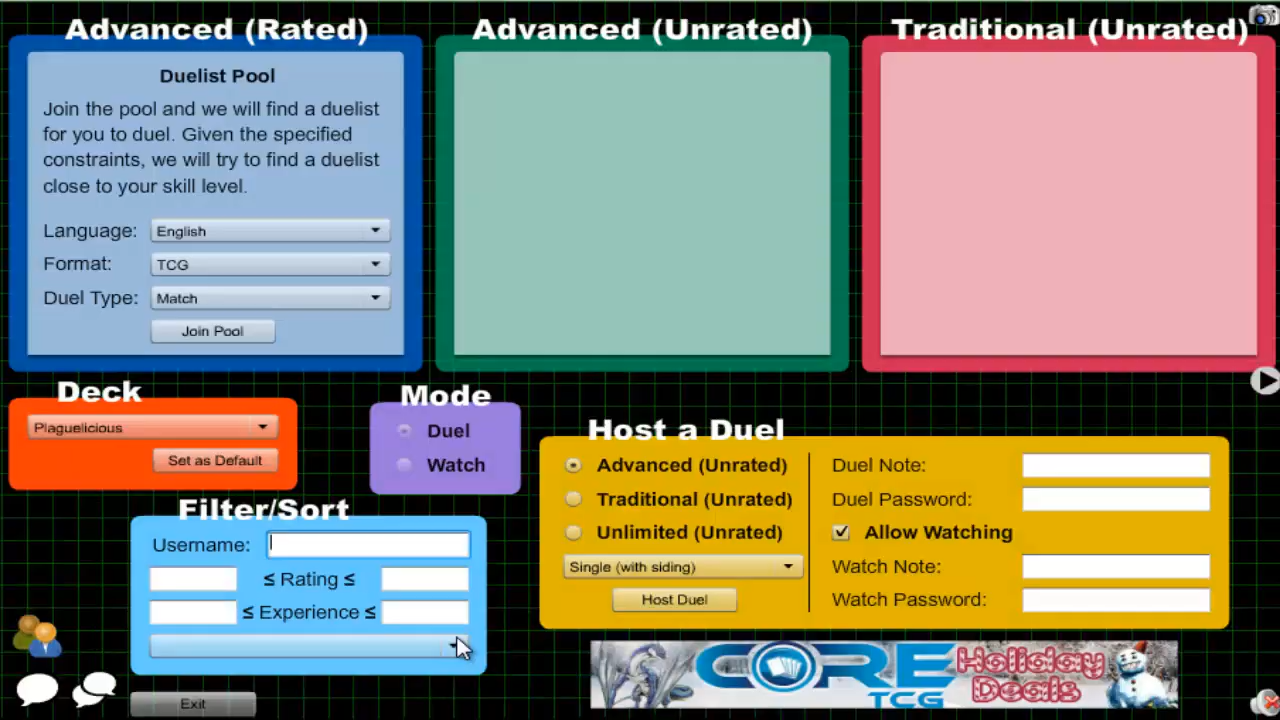 Advanced (Rated)
Duelist Pool
Join the pool and we will find a duelist
for you to duel. Given the specified
constraints, we will try to find a duelist
close to your skill level.
Language: English
Format: TCG
Duel Type: Match
Join Pool
Advanced (Unrated)
Traditional (Unrated)
Deck
Plaguelicious
Set as Default
Mode
Duel
Watch
Filter/Sort
Username:
≤ Rating ≤
≤ Experience ≤
Exit
Host a Duel
Advanced (Unrated)
Traditional (Unrated)
Unlimited (Unrated)
Single (with siding)
Host Duel
Duel Note:
Duel Password:
Allow Watching
Watch Note:
Watch Password:
CORE
TCG
Holiday
Deals